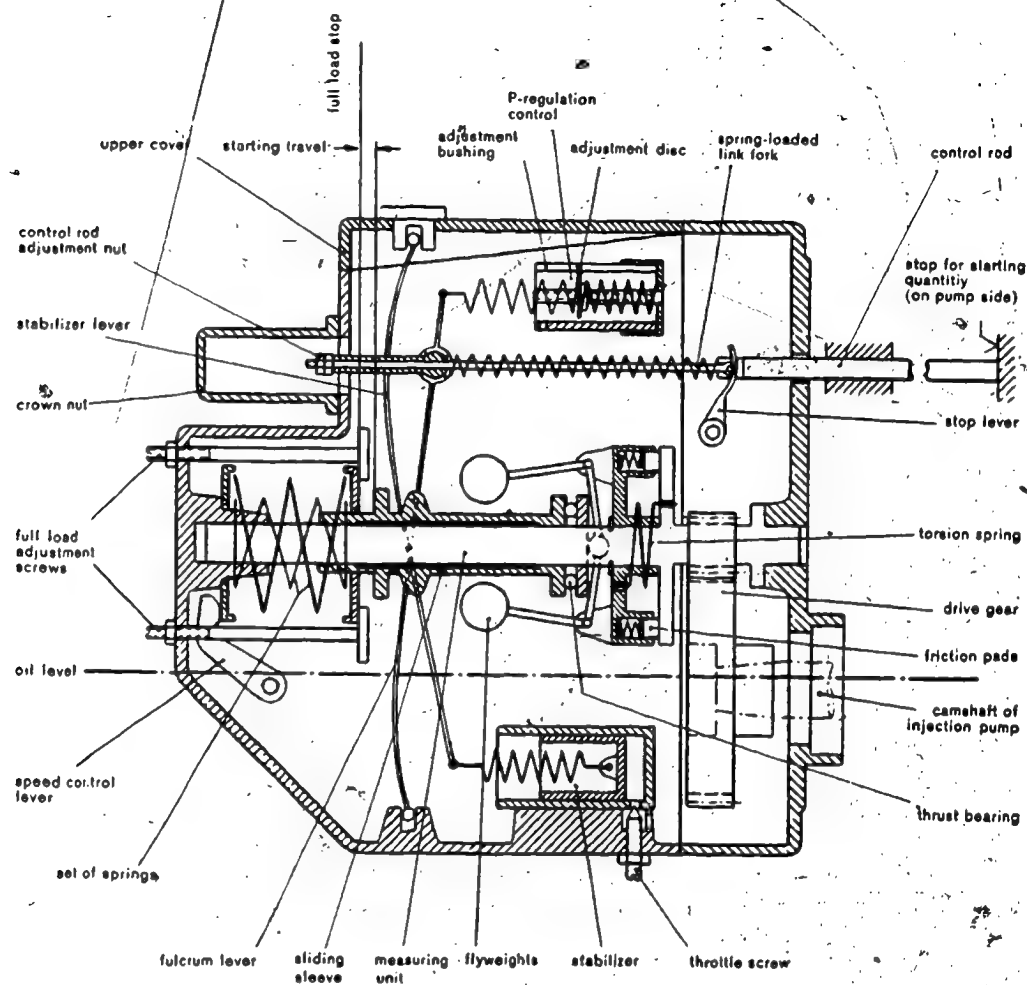 full load stop
P-regulation
control
adjustment
bushing
upper cover
starting travel
adjustment disc
spring-loaded
link fork
control rod
control rod
adjustment nut
stop for starting
quantitiy
(on pump side)
stabilizer lever
crown nut
stop lever
full load
adjustment
screws
torsion spring
drive gear
friction pads
oil level
camshaft of
injection pump
speed control
lever
thrust bearing
set of springs
fulcrum lever
sliding
sleeve
measuring
unit
flyweights
stabilizer
throttle screw